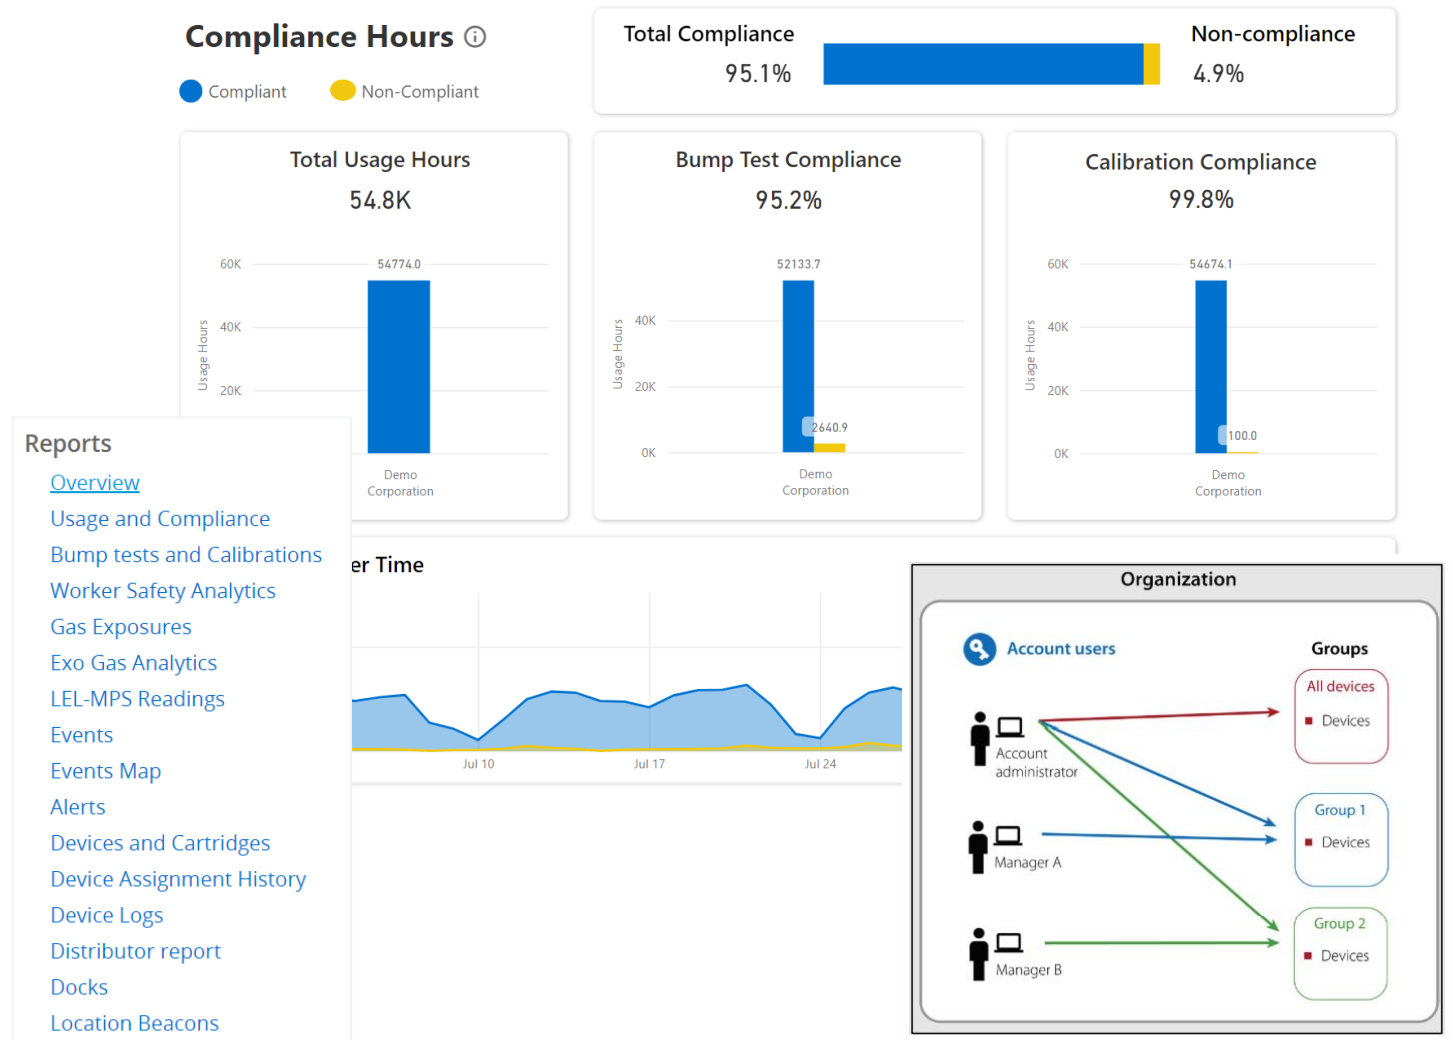 Compliance Hours
Compliant
Non-Compliant
Total Compliance
95.1%
Non-compliance
4.9%
Total Usage Hours
54.8K
60K
54774.0
40K
20K
Usage Hours
Demo
Corporation
Bump Test Compliance
95.2%
52133.7
40K
20K
2640.9
0K
Usage Hours
Demo
Corporation
Calibration Compliance
99.8%
60K
54674.1
40K
20K
100.0
0K
Usage Hours
Demo
Corporation
Reports
Overview
Usage and Compliance
Bump tests and Calibrations
Worker Safety Analytics
Gas Exposures
Exo Gas Analytics
LEL-MPS Readings
Events
Events Map
Alerts
Devices and Cartridges
Device Assignment History
Device Logs
Distributor report
Docks
Location Beacons
er Time
Jul 10
Jul 17
Jul 24
Organization
Account users
Groups
All devices
Devices
Account
administrator
Group 1
Devices
Manager A
Group 2
Devices
Manager B